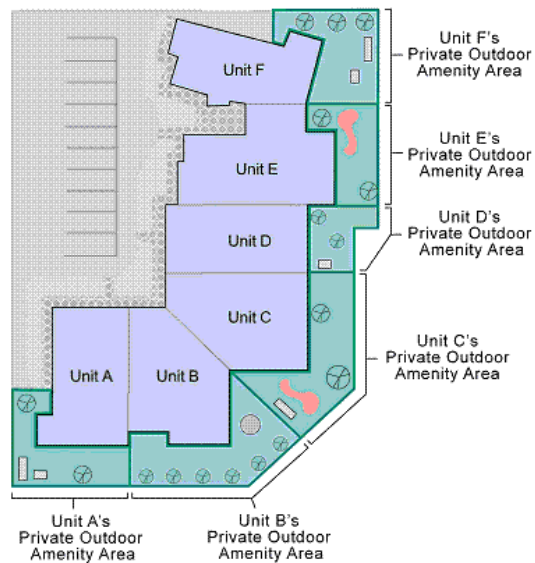 Unit F's
Private Outdoor
Amenity Area
Unit F
Unit E's
Private Outdoor
Amenity Area
Unit E
Unit D's
Private Outdoor
Amenity Area
Unit D
Unit C
Unit C's
Private Outdoor
Amenity Area
Unit A
Unit B
Unit A's
Private Outdoor
Amenity Area
Unit B's
Private Outdoor
Amenity Area